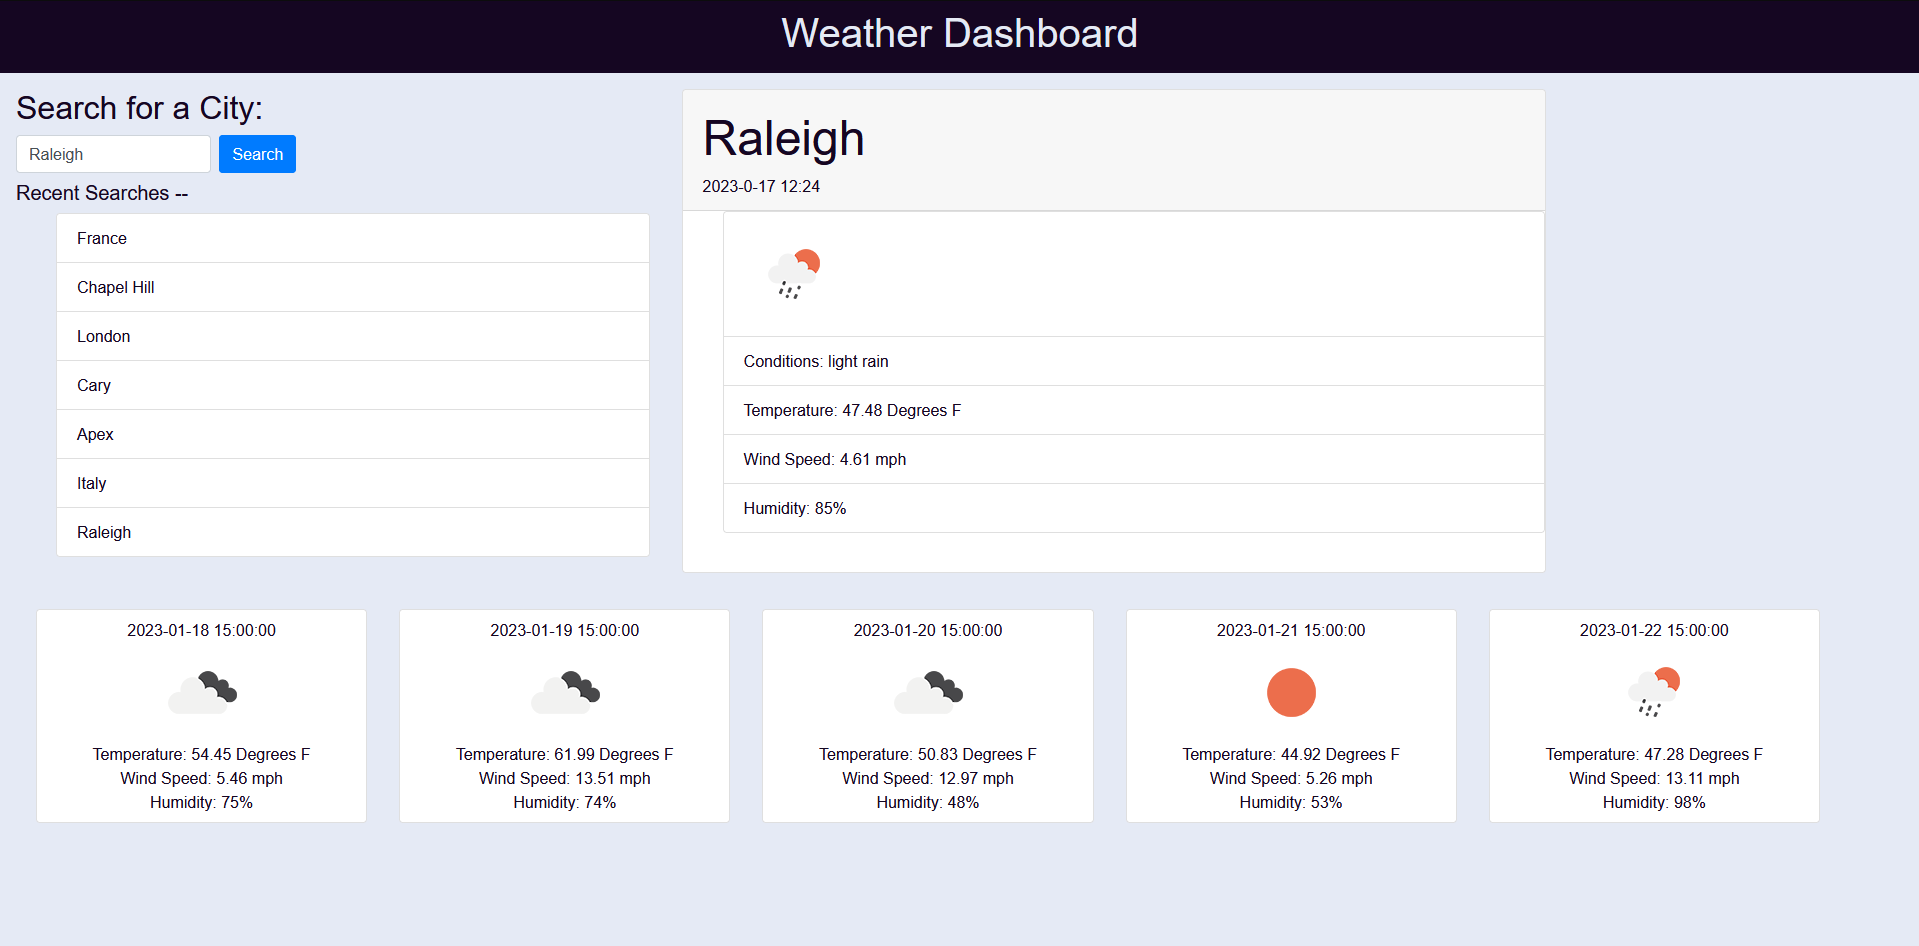 Weather Dashboard
Search for a City:
Raleigh
Search
Recent Searches --
France
Chapel Hill
London
Cary
Apex
Italy
Raleigh
Raleigh
2023-0-17 12:24
Conditions: light rain
Temperature: 47.48 Degrees F
Wind Speed: 4.61 mph
Humidity: 85%
2023-01-18 15:00:00
Temperature: 54.45 Degrees F
Wind Speed: 5.46 mph
Humidity: 75%
2023-01-19 15:00:00
Temperature: 61.99 Degrees F
Wind Speed: 13.51 mph
Humidity: 74%
2023-01-20 15:00:00
Temperature: 50.83 Degrees F
Wind Speed: 12.97 mph
Humidity: 48%
2023-01-21 15:00:00
Temperature: 44.92 Degrees F
Wind Speed: 5.26 mph
Humidity: 53%
2023-01-22 15:00:00
Temperature: 47.28 Degrees F
Wind Speed: 13.11 mph
Humidity: 98%